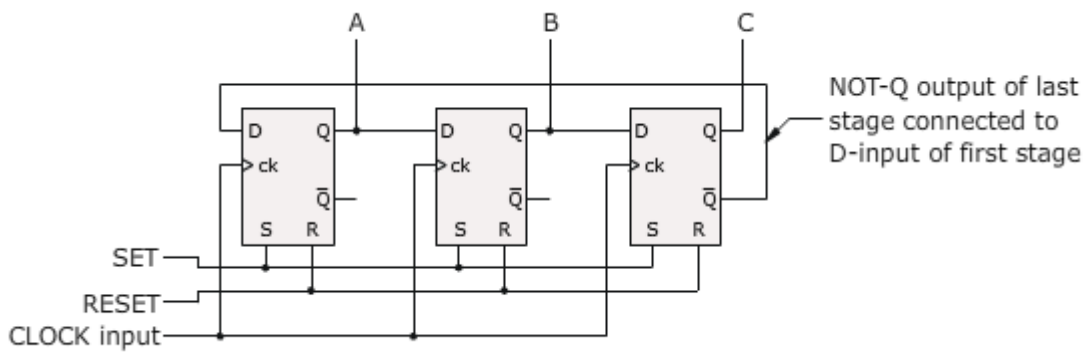 A B C
NOT-Q output of last
stage connected to
D-input of first stage
D Q D Q D Q
ck ck ck
Q̅ Q̅ Q̅
S R S R S R
SET
RESET
CLOCK input